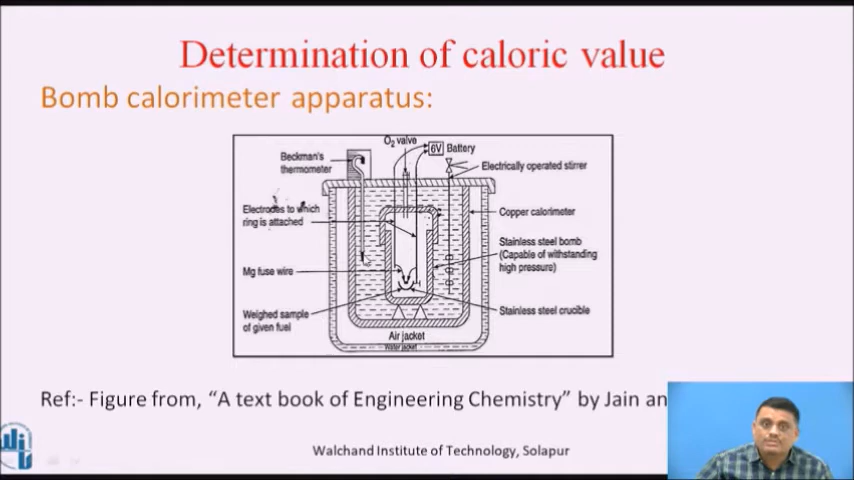 Determination of caloric value
Bomb calorimeter apparatus:
O2 valve
6V Battery
Beckman's
thermometer
Electrically operated stirrer
Electrodes to which
ring is attached
Copper calorimeter
Stainless steel bomb
(Capable of withstanding
high pressure)
Mg fuse wire
Weighed sample
of given fuel
Stainless steel crucible
Air jacket
Water jacket
Ref:- Figure from, "A text book of Engineering Chemistry" by Jain an
Walchand Institute of Technology, Solapur